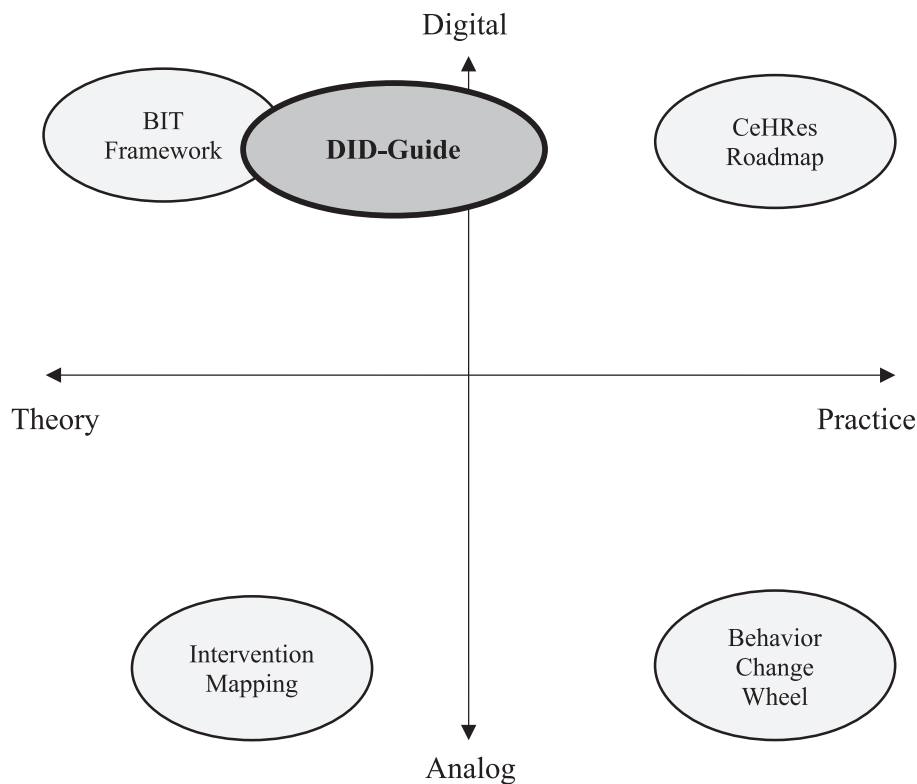 Digital
BIT
Framework
DID-Guide
CeHRes
Roadmap
Theory
Practice
Intervention
Mapping
Behavior
Change
Wheel
Analog